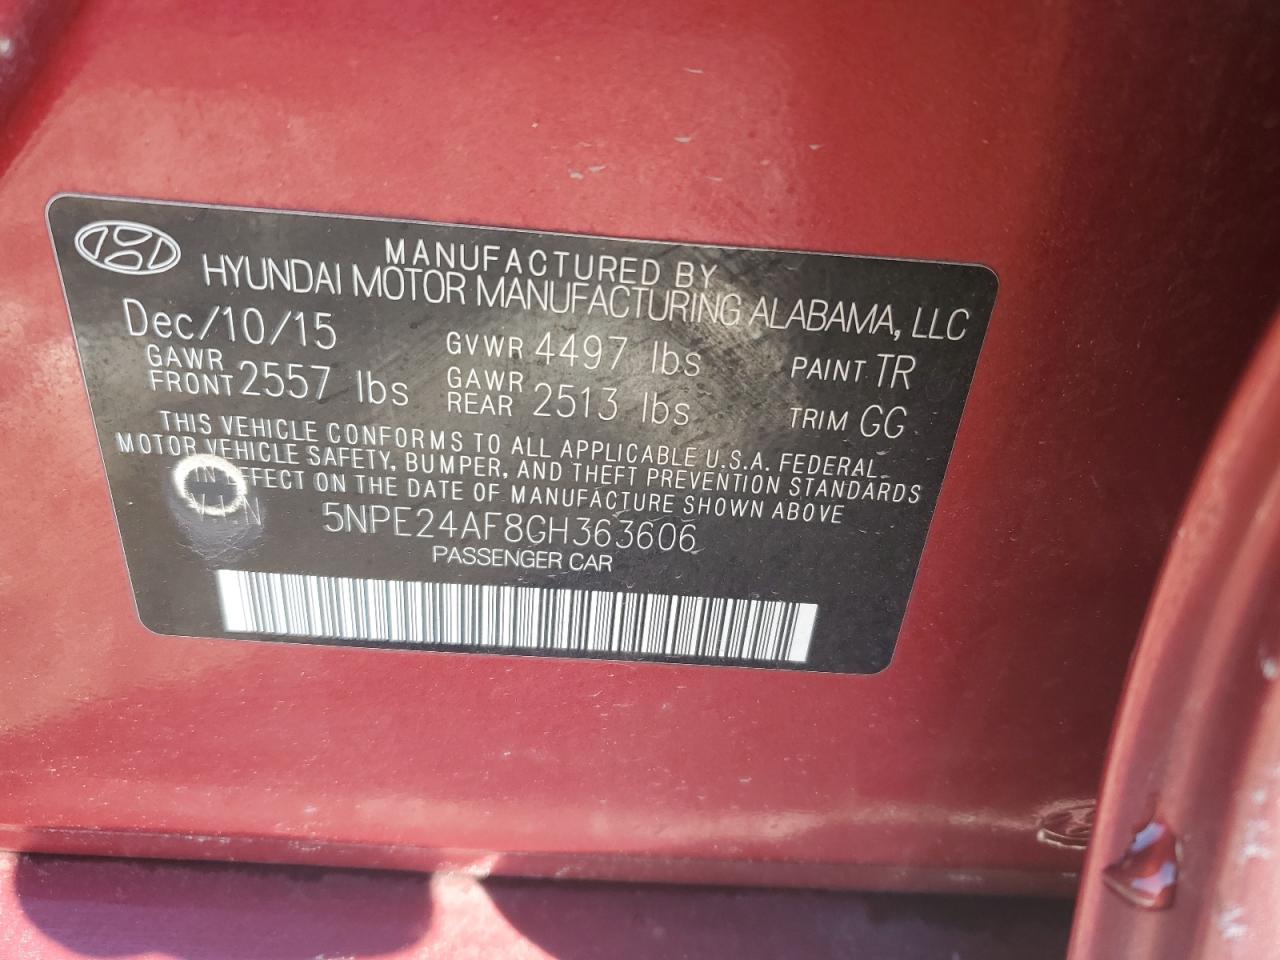 MANUFACTURED BY
HYUNDAI MOTOR MANUFACTURING ALABAMA, LLC
Dec/10/15 GVWR 4497 lbs PAINT TR
GAWR FRONT 2557 lbs GAWR REAR 2513 lbs TRIM GG
THIS VEHICLE CONFORMS TO ALL APPLICABLE U.S.A. FEDERAL
MOTOR VEHICLE SAFETY, BUMPER, AND THEFT PREVENTION STANDARDS
IN EFFECT ON THE DATE OF MANUFACTURE SHOWN ABOVE
V.I.N 5NPE24AF8GH363606
PASSENGER CAR